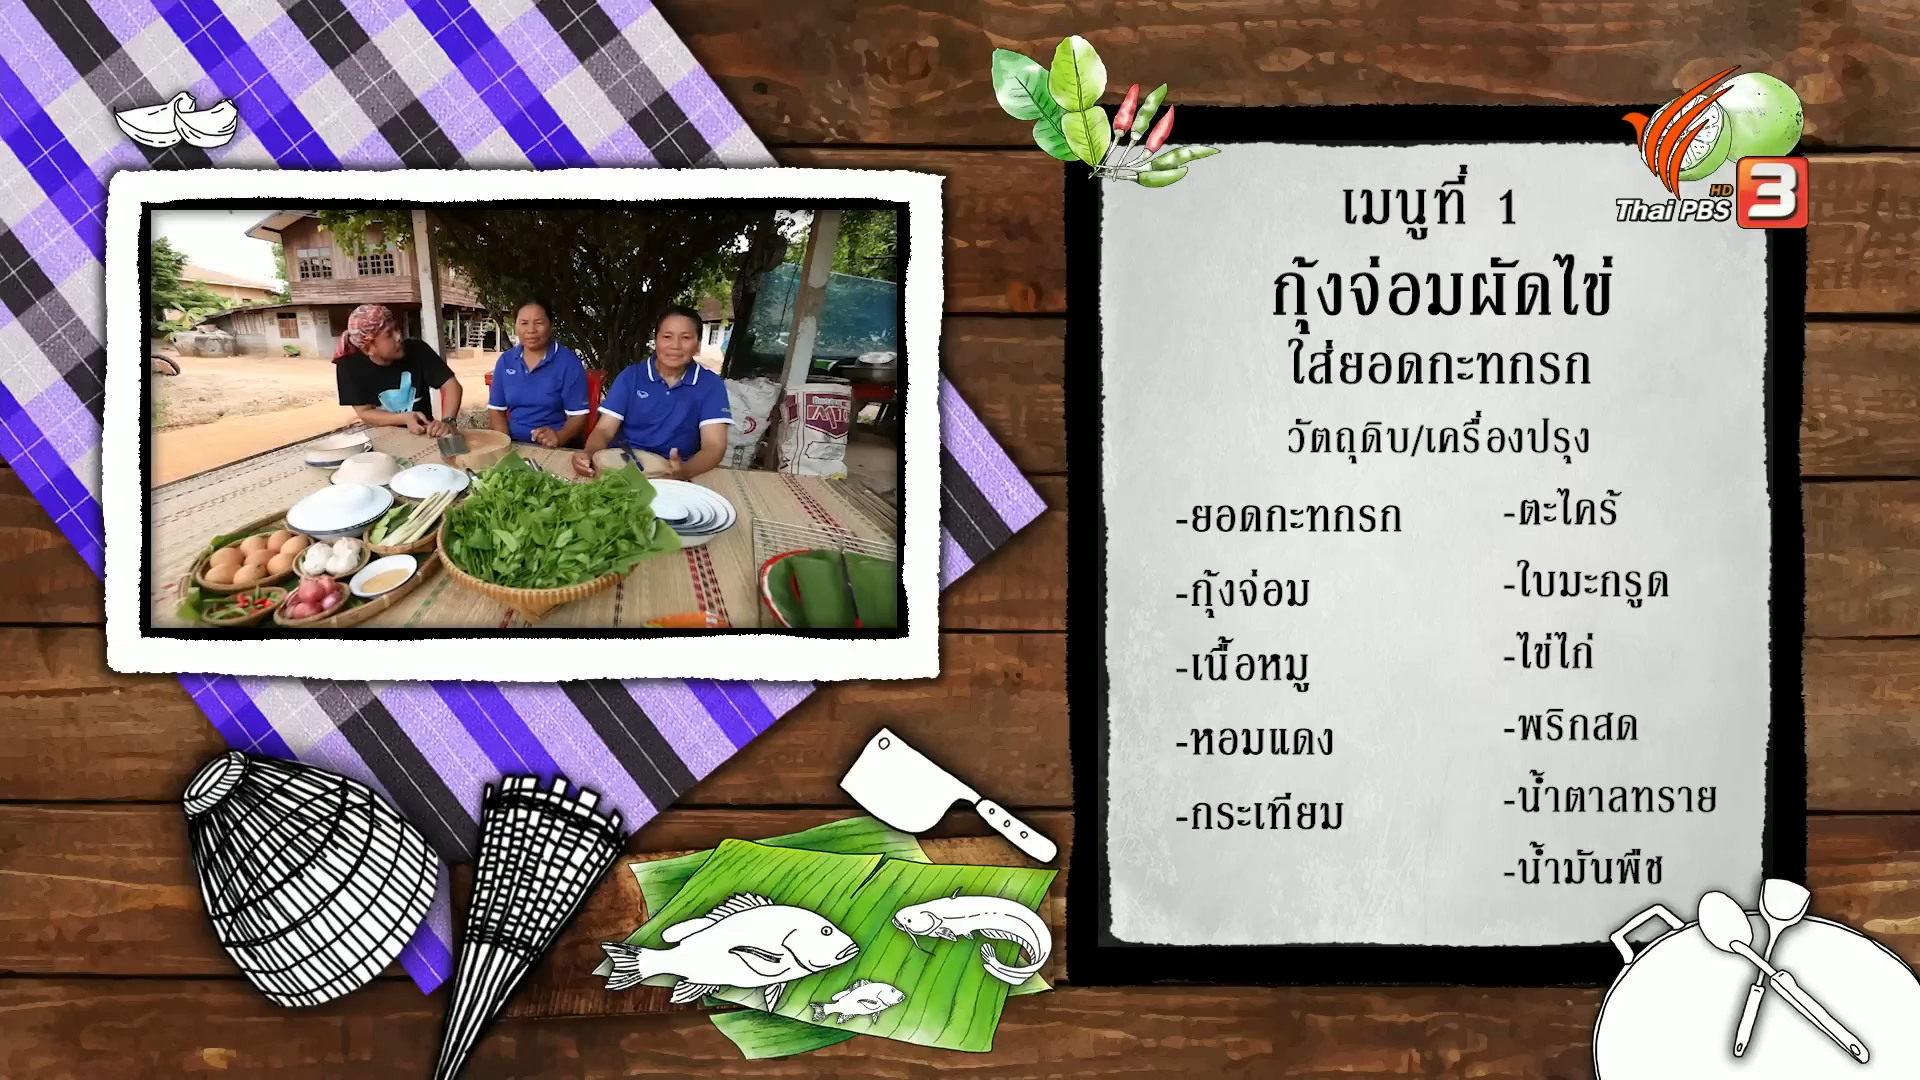 เมนูที่ 1
กุ้งจ่อมผัดไข่
ใส่ยอดกะทกรก
วัตถุดิบ/เครื่องปรุง
-ยอดกะทกรก
-กุ้งจ่อม
-เนื้อหมู
-หอมแดง
-กระเทียม
-ตะไคร้
-ใบมะกรูด
-ไข่ไก่
-พริกสด
-น้ำตาลทราย
-น้ำมันพืช
HD
Thai PBS 3